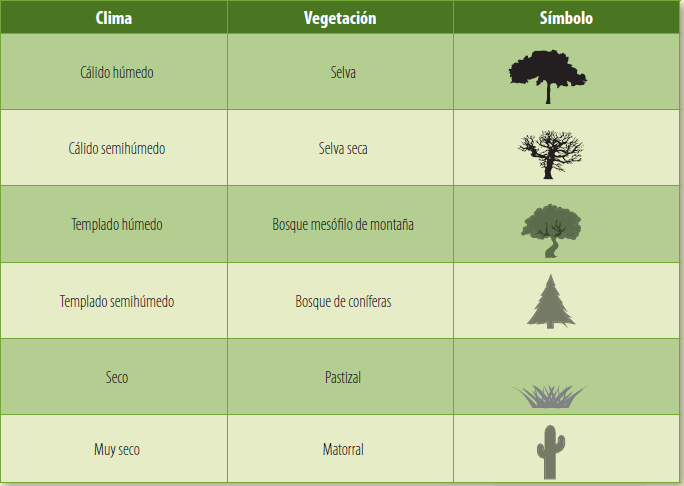 Clima Vegetación Símbolo
Cálido húmedo Selva
Cálido semihúmedo Selva seca
Templado húmedo Bosque mesófilo de montaña
Templado semihúmedo Bosque de coníferas
Seco Pastizal
Muy seco Matorral